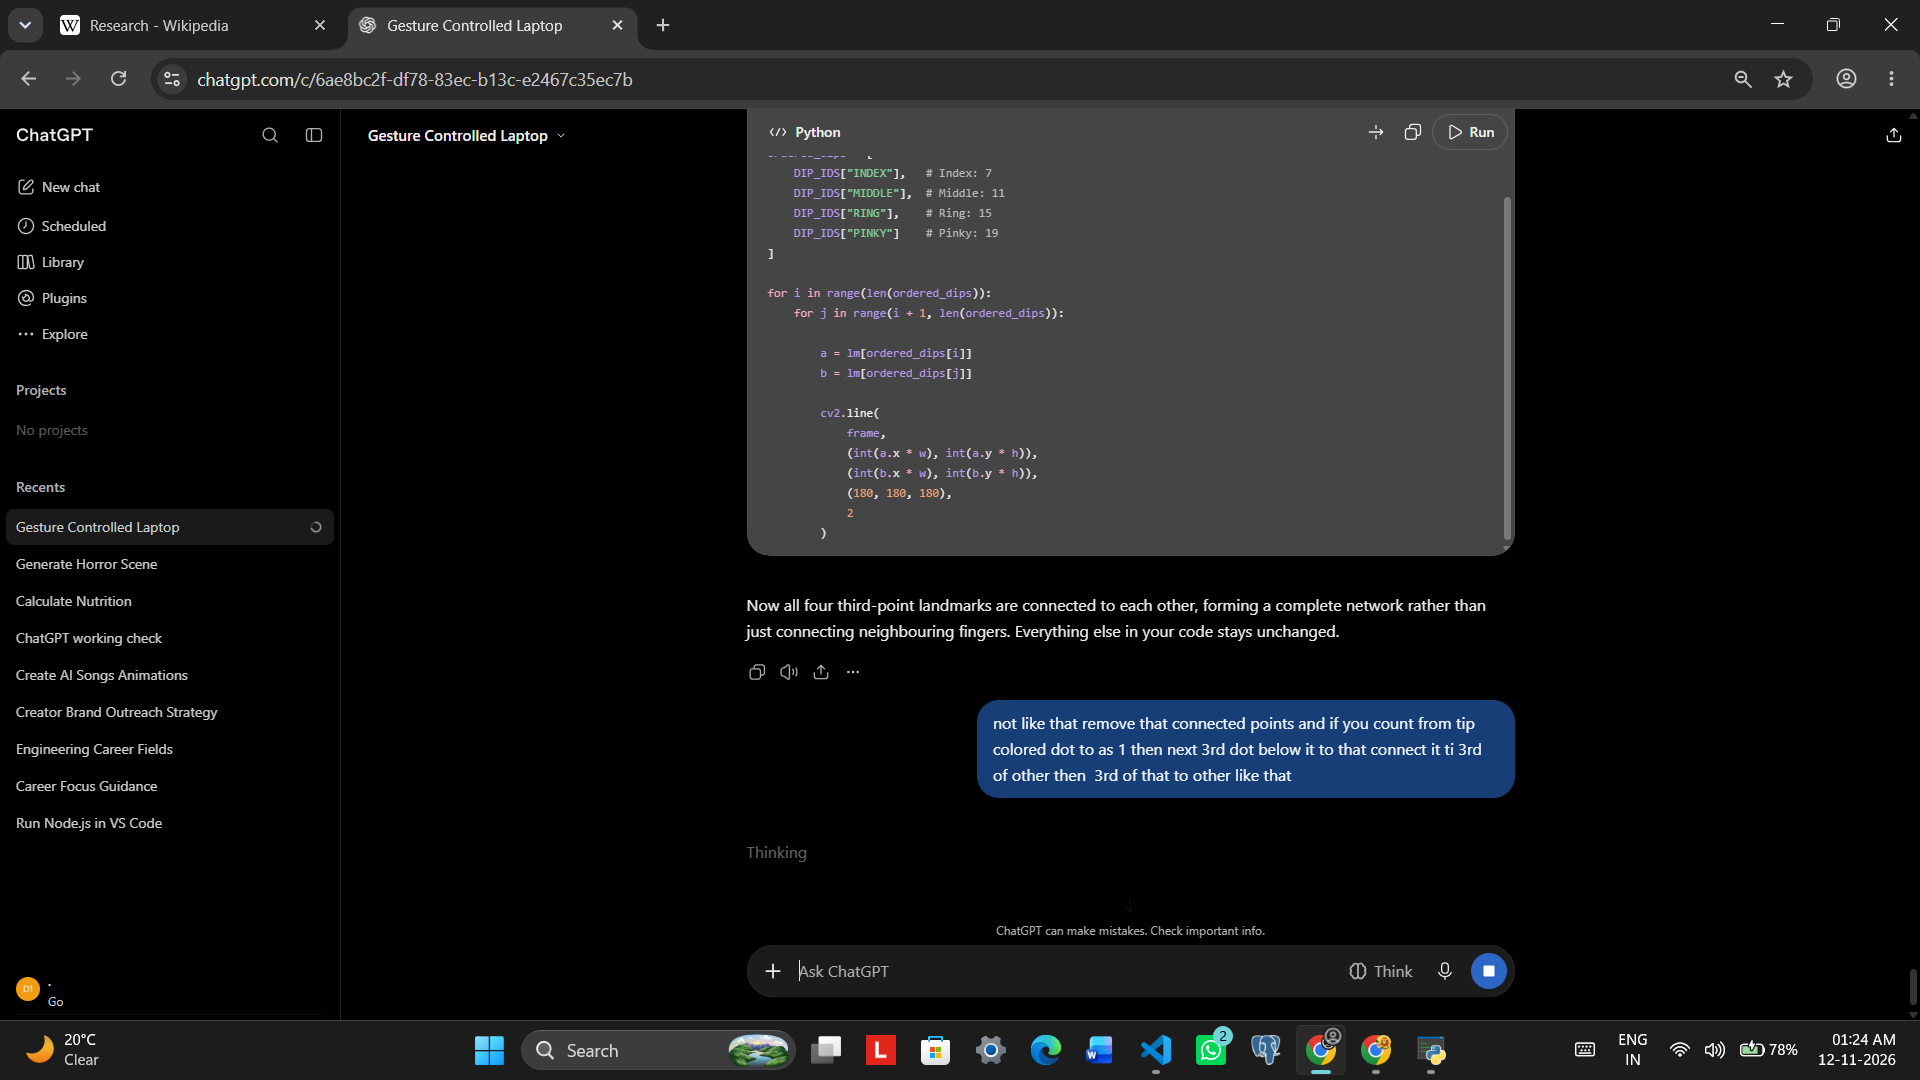 Research - Wikipedia
Gesture Controlled Laptop
chatgpt.com/c/6ae8bc2f-df78-83ec-b13c-e2467c35ec7b
ChatGPT
Gesture Controlled Laptop
New chat
Scheduled
Library
Plugins
Explore
Projects
No projects
Recents
Gesture Controlled Laptop
Generate Horror Scene
Calculate Nutrition
ChatGPT working check
Create AI Songs Animations
Creator Brand Outreach Strategy
Engineering Career Fields
Career Focus Guidance
Run Node.js in VS Code
D1
.
Go
Python
Run
DIP_IDS["INDEX"],   # Index: 7
DIP_IDS["MIDDLE"],  # Middle: 11
DIP_IDS["RING"],    # Ring: 15
DIP_IDS["PINKY"]    # Pinky: 19
]
for i in range(len(ordered_dips)):
for j in range(i + 1, len(ordered_dips)):
a = lm[ordered_dips[i]]
b = lm[ordered_dips[j]]
cv2.line(
frame,
(int(a.x * w), int(a.y * h)),
(int(b.x * w), int(b.y * h)),
(180, 180, 180),
2
)
Now all four third-point landmarks are connected to each other, forming a complete network rather than
just connecting neighbouring fingers. Everything else in your code stays unchanged.
not like that remove that connected points and if you count from tip
colored dot to as 1 then next 3rd dot below it to that connect it ti 3rd
of other then  3rd of that to other like that
Thinking
ChatGPT can make mistakes. Check important info.
Ask ChatGPT
Think
20°C
Clear
Search
L
2
ENG
IN
78%
01:24 AM
12-11-2026